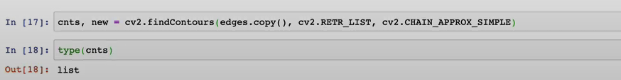 In [17]: cnts, new = cv2.findContours(edges.copy(), cv2.RETR_LIST, cv2.CHAIN_APPROX_SIMPLE)
In [18]: type(cnts)
Out[18]: list